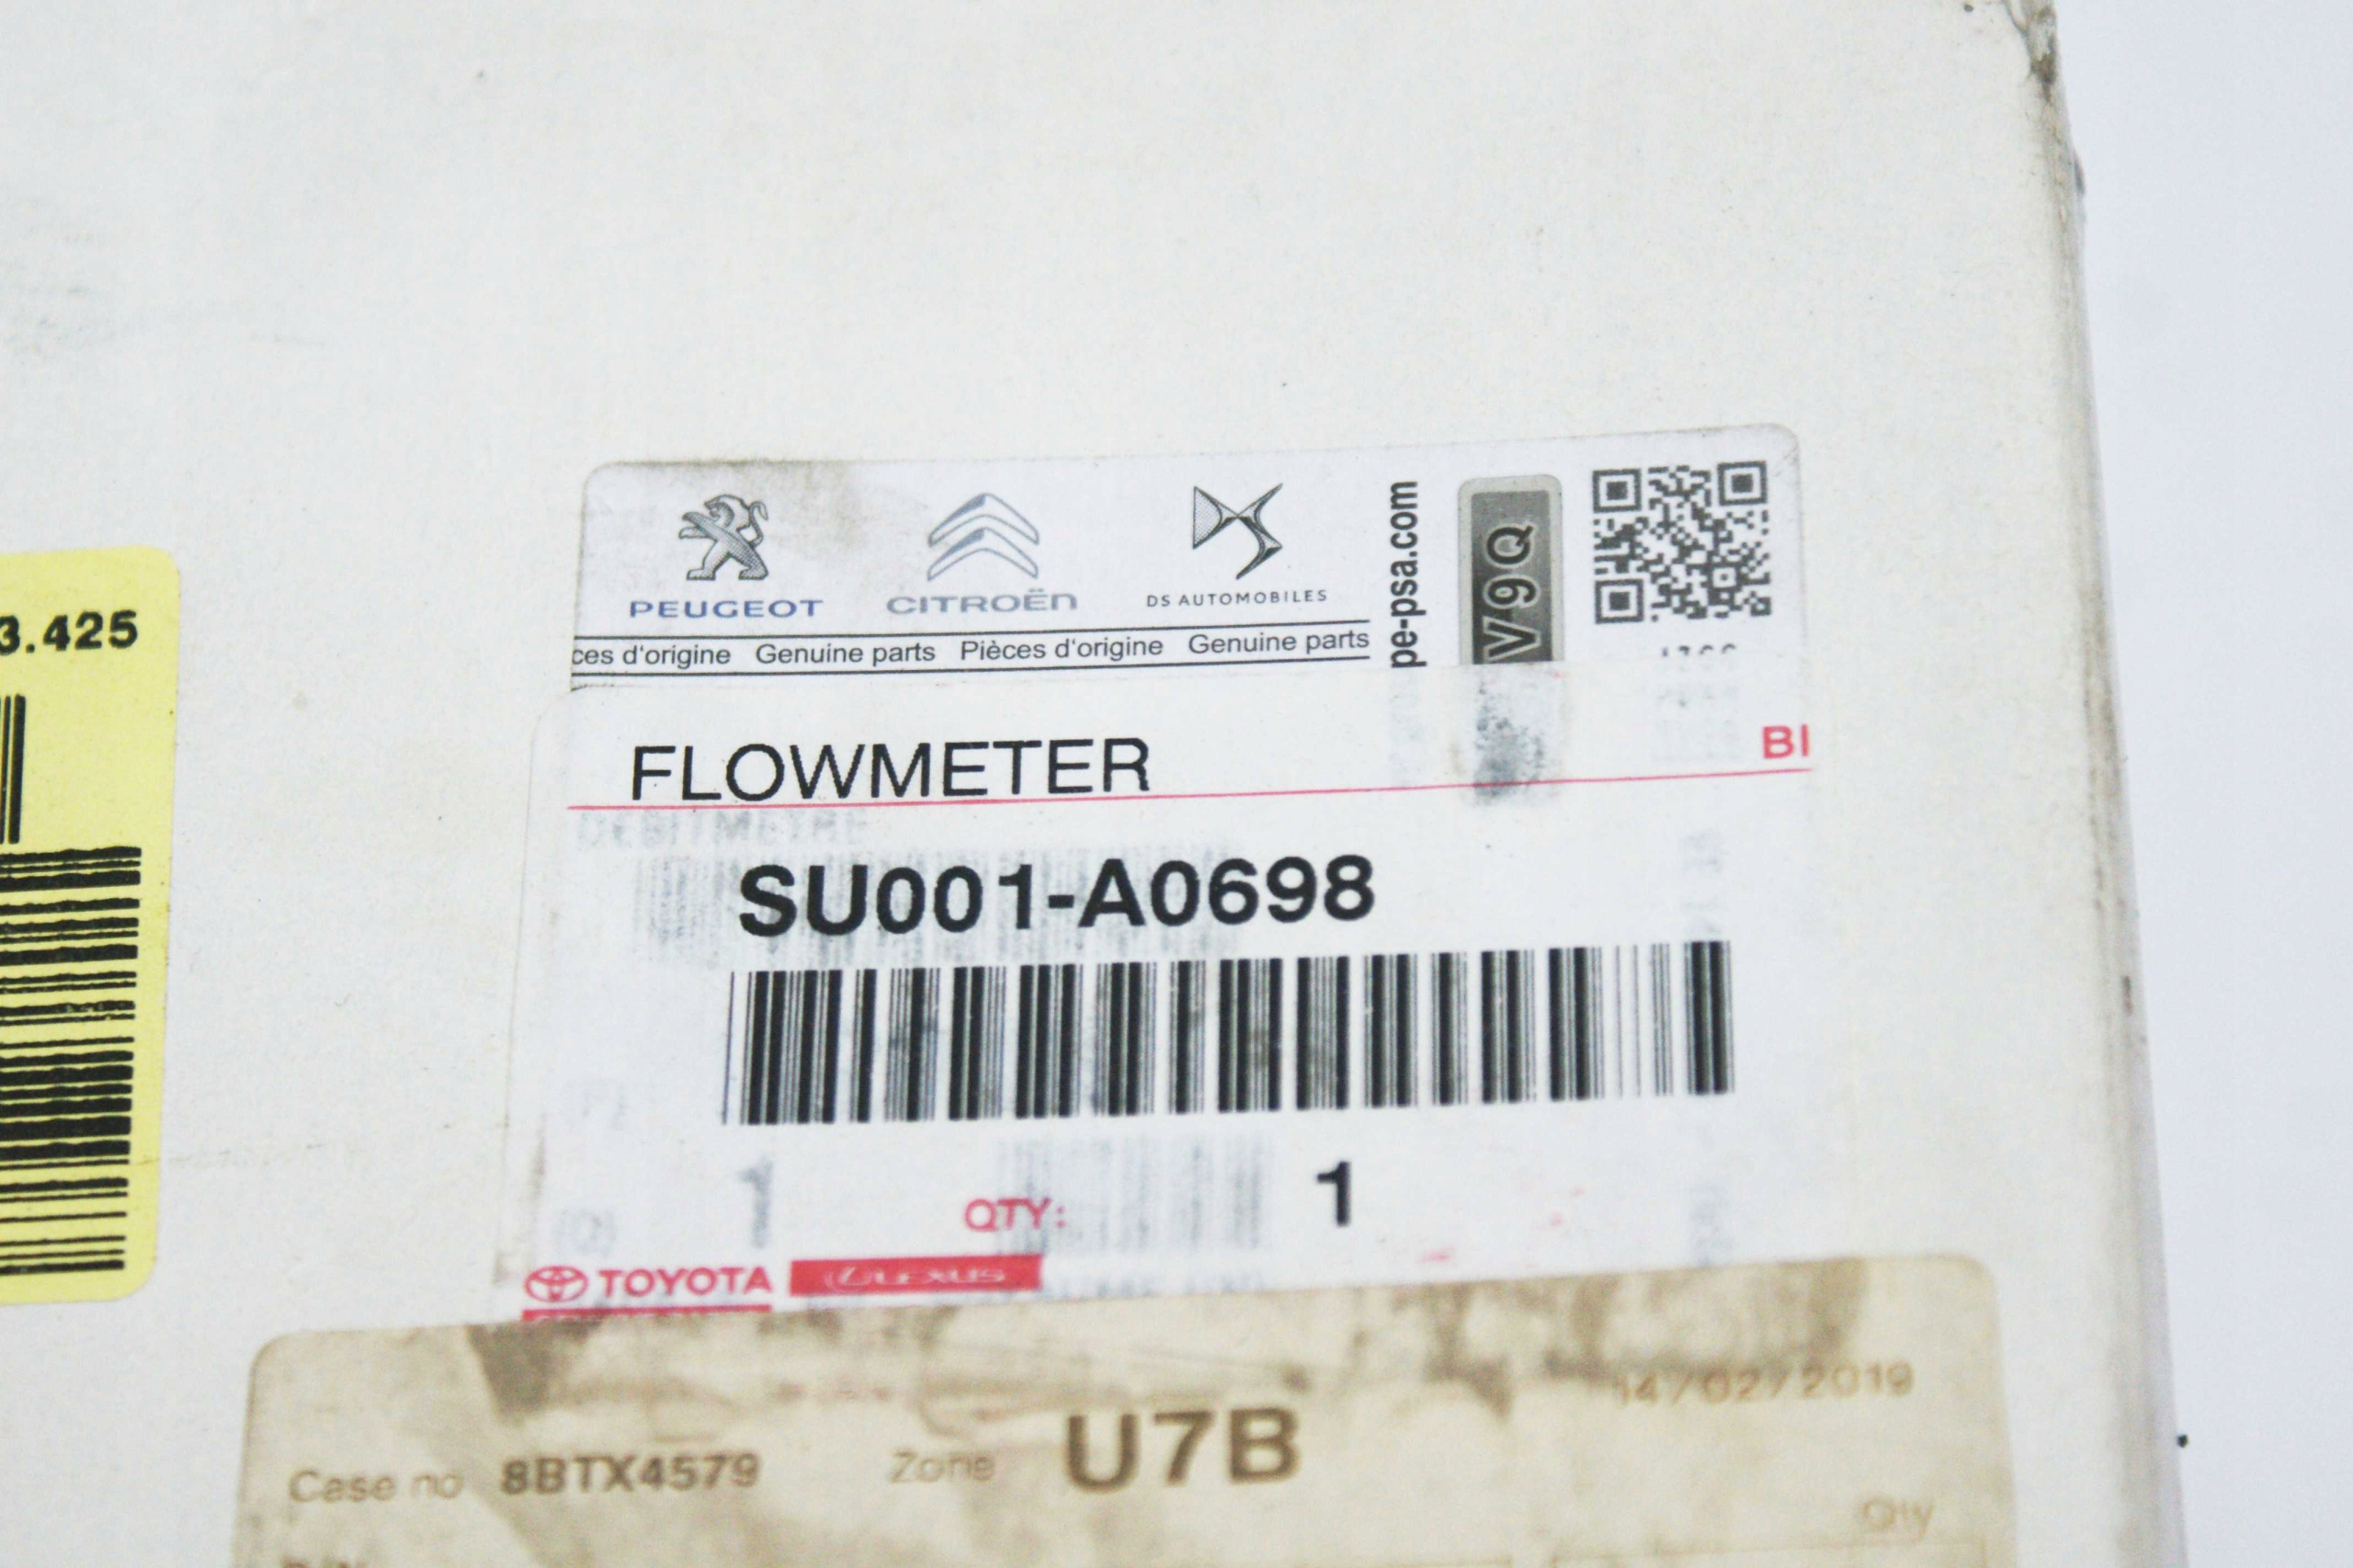 3.425
PEUGEOT CITROËN DS AUTOMOBILES
ces d'origine Genuine parts Pièces d'origine Genuine parts
pe-psa.com
V9Q
FLOWMETER BI
DEBITMETRE
SU001-A0698
1 QTY: 1
(Q)
TOYOTA LEXUS
14/02/2019
Case no 8BTX4579 Zone U7B
Qty